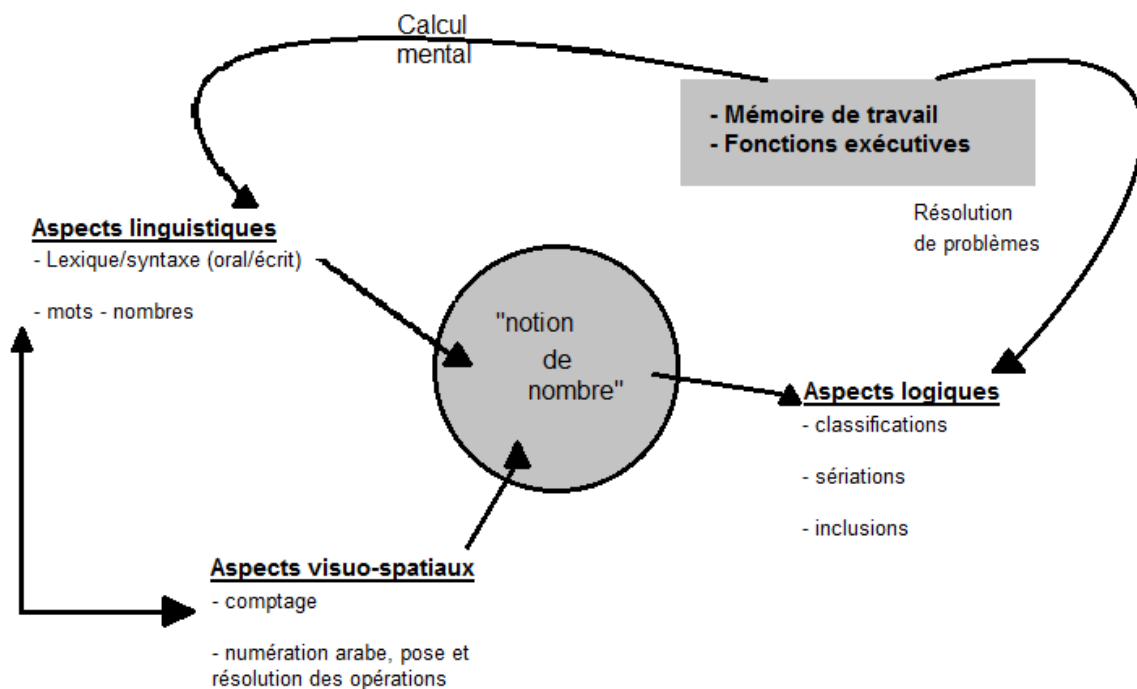 Calcul
mental
- Mémoire de travail
- Fonctions exécutives
Résolution
de problèmes
Aspects linguistiques
- Lexique/syntaxe (oral/écrit)
- mots - nombres
"notion
de
nombre"
Aspects logiques
- classifications
- sériations
- inclusions
Aspects visuo-spatiaux
- comptage
- numération arabe, pose et
résolution des opérations